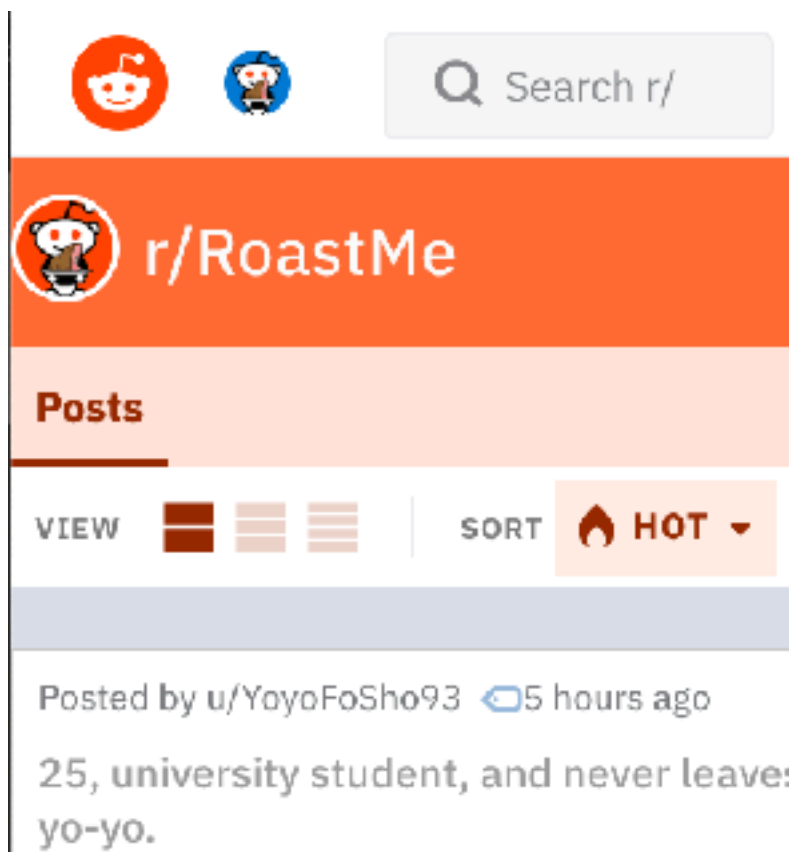 Search r/
r/RoastMe
Posts
VIEW SORT HOT
Posted by u/YoyoFoSho93 5 hours ago
25, university student, and never leaves
yo-yo.